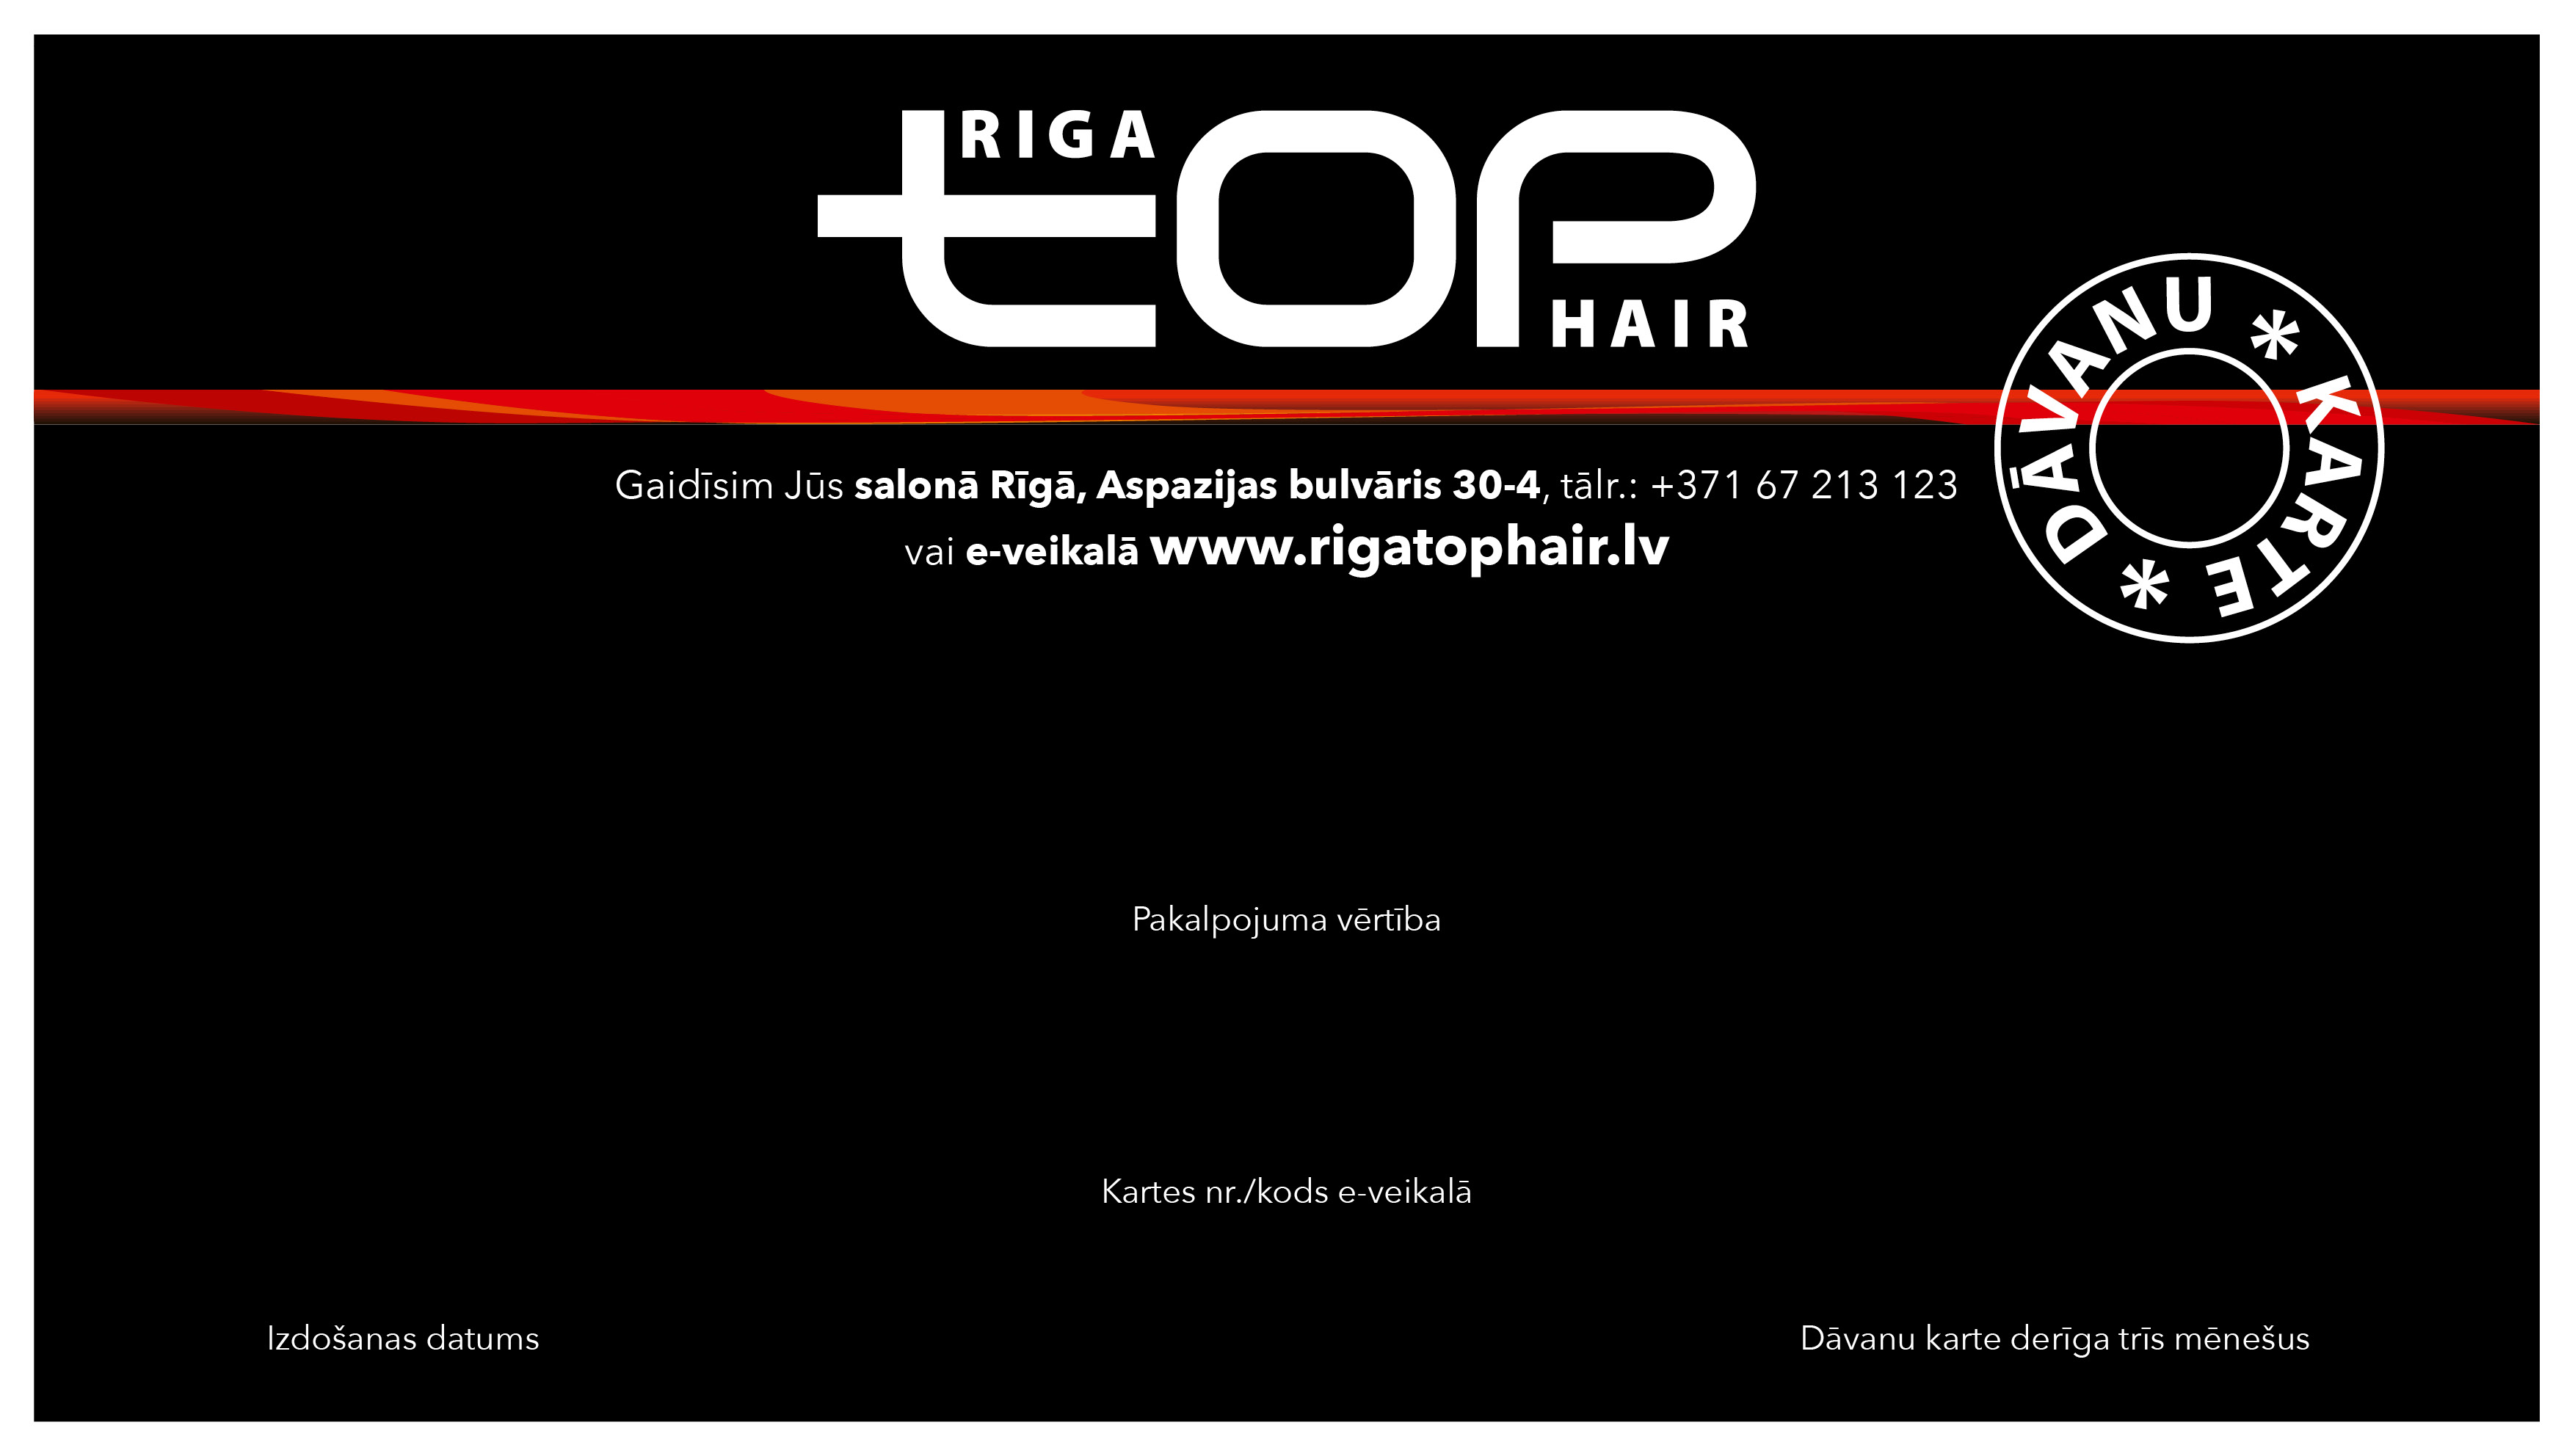 RIGA
tOP
HAIR
DĀVANU * KARTE *
Gaidīsim Jūs salonā Rīgā, Aspazijas bulvāris 30-4, tālr.: +371 67 213 123
vai e-veikalā www.rigatophair.lv
Pakalpojuma vērtība
Kartes nr./kods e-veikalā
Izdošanas datums
Dāvanu karte derīga trīs mēnešus